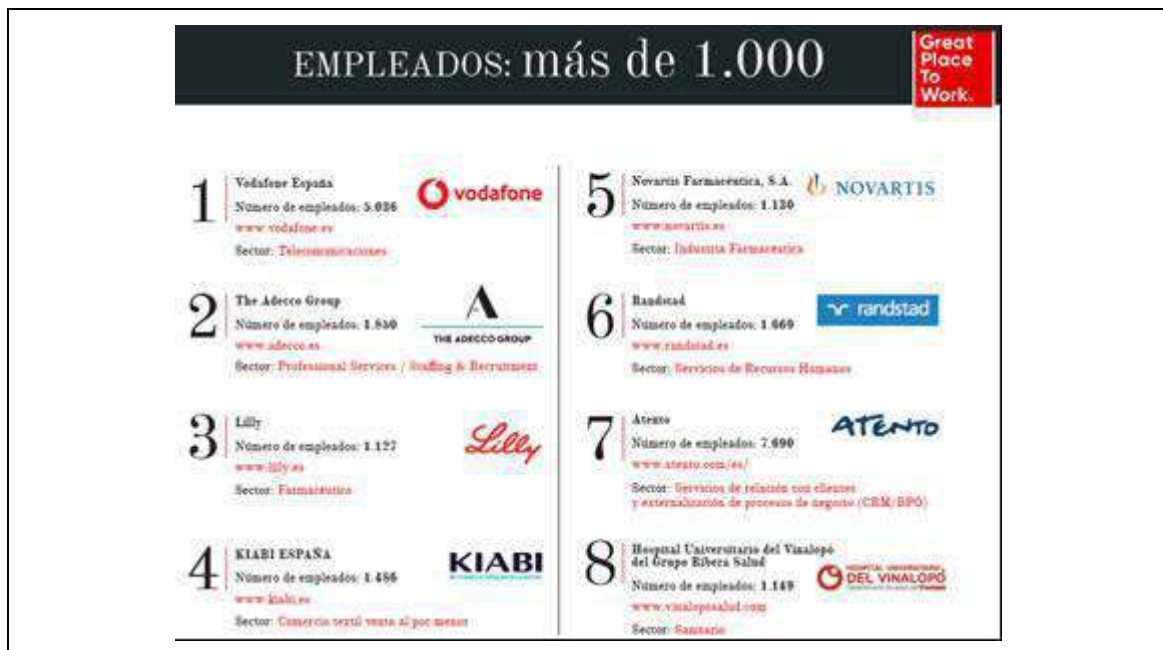 EMPLEADOS: más de 1.000
Great
Place
To
Work.
1
Vodafone España
Número de empleados: 5.036
www.vodafone.es
Sector: Telecomunicaciones
vodafone
2
The Adecco Group
Número de empleados: 1.850
www.adecco.es
Sector: Professional Services / Staffing & Recruitment
A
THE ADECCO GROUP
3
Lilly
Número de empleados: 1.127
www.lilly.es
Sector: Farmacéutico
Lilly
4
KIABI ESPAÑA
Número de empleados: 1.486
www.kiabi.es
Sector: Comercio textil venta al por menor
KIABI
5
Novartis Farmacéutica, S.A.
Número de empleados: 1.130
www.novartis.es
Sector: Industria Farmacéutica
NOVARTIS
6
Randstad
Número de empleados: 1.669
www.randstad.es
Sector: Servicios de Recursos Humanos
randstad
7
Atento
Número de empleados: 7.690
www.atento.com/es/
Sector: Servicios de relación con clientes
y externalización de procesos de negocio (CRM/BPO)
ATENTO
8
Hospital Universitario del Vinalopó
del Grupo Ribera Salud
Número de empleados: 1.149
www.vinaloposalud.com
Sector: Sanitario
HOSPITAL UNIVERSITARIO
DEL VINALOPÓ